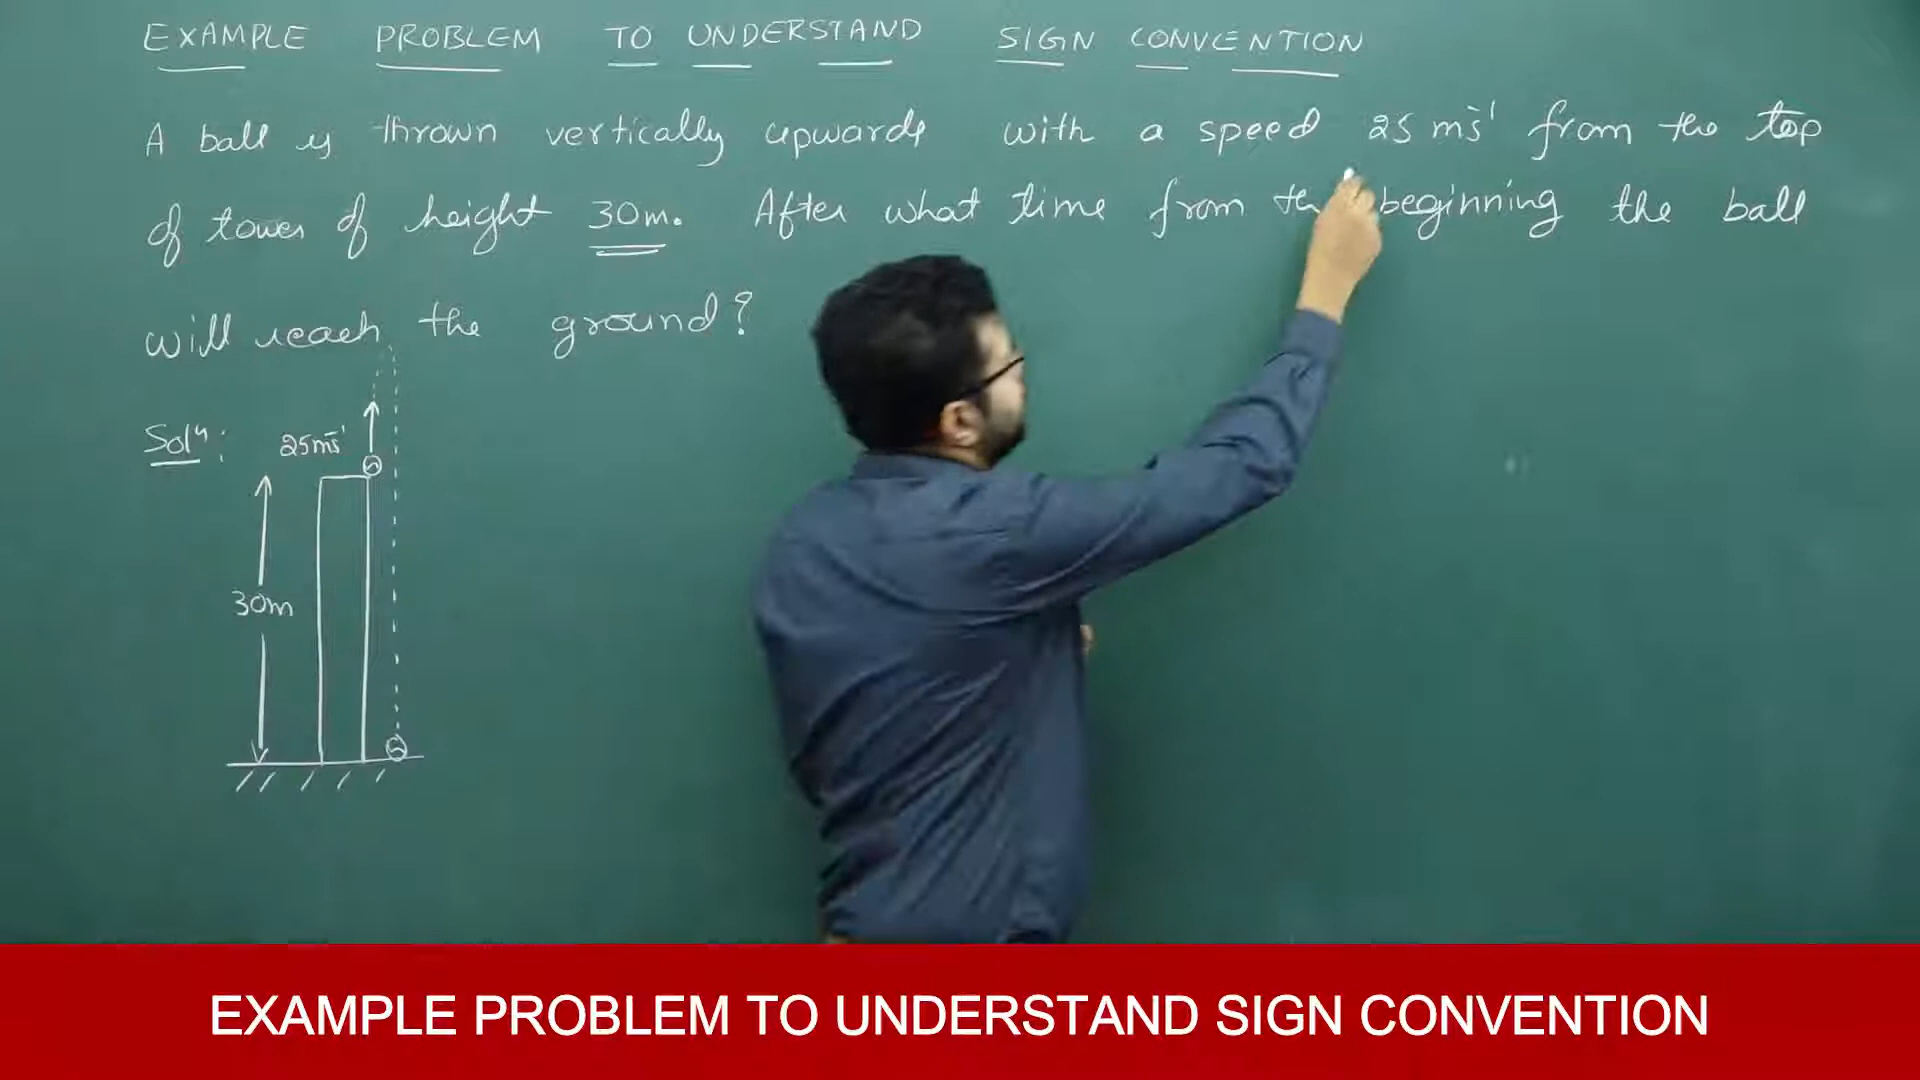 EXAMPLE PROBLEM TO UNDERSTAND SIGN CONVENTION
A ball is thrown vertically upwards with a speed 25 ms⁻¹ from the top
of tower of height 30m. After what time from the beginning the ball
will reach the ground?
Solⁿ:
25ms⁻¹
30m
EXAMPLE PROBLEM TO UNDERSTAND SIGN CONVENTION